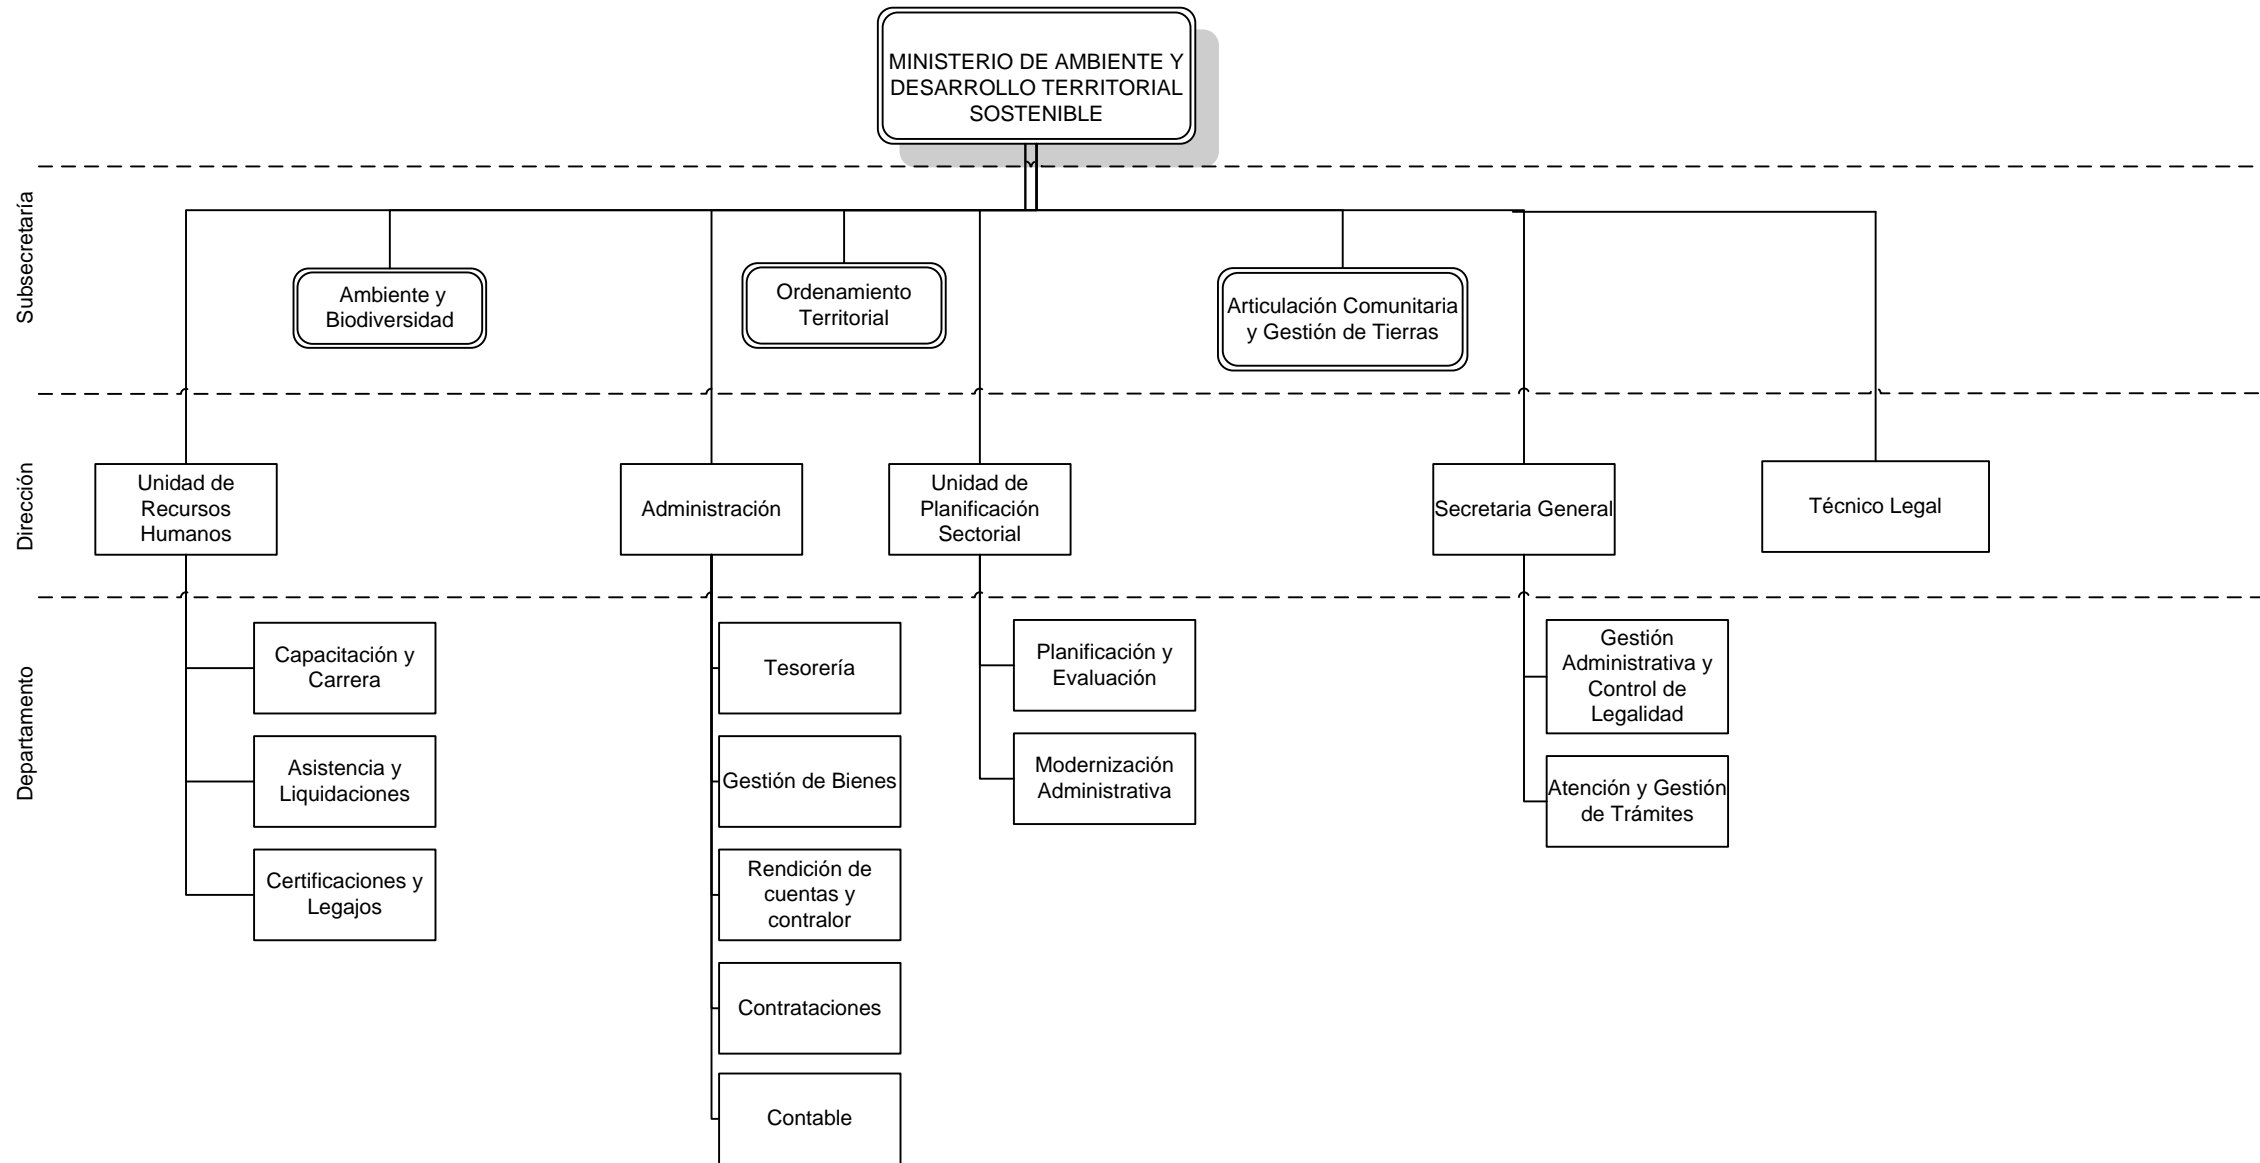 MINISTERIO DE AMBIENTE Y
DESARROLLO TERRITORIAL
SOSTENIBLE
Subsecretaría
Ambiente y
Biodiversidad
Ordenamiento
Territorial
Articulación Comunitaria
y Gestión de Tierras
Dirección
Unidad de
Recursos
Humanos
Administración
Unidad de
Planificación
Sectorial
Secretaria General
Técnico Legal
Departamento
Capacitación y
Carrera
Asistencia y
Liquidaciones
Certificaciones y
Legajos
Tesorería
Gestión de Bienes
Rendición de
cuentas y
contralor
Contrataciones
Contable
Planificación y
Evaluación
Modernización
Administrativa
Gestión
Administrativa y
Control de
Legalidad
Atención y Gestión
de Trámites